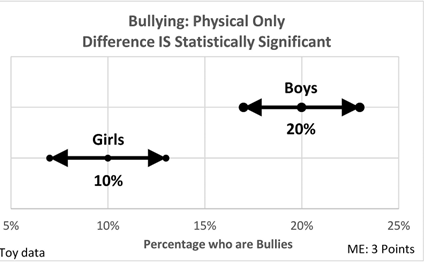 Bullying: Physical Only
Difference IS Statistically Significant
Boys
20%
Girls
10%
5%
10%
15%
20%
25%
Toy data
Percentage who are Bullies
ME: 3 Points